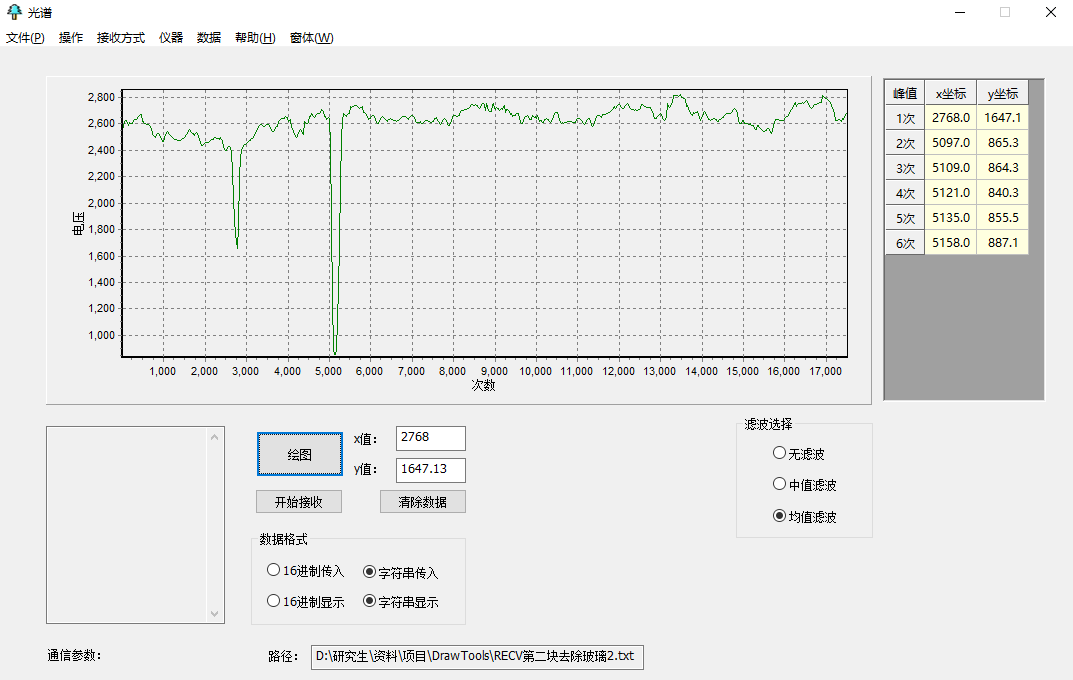 光谱
文件(P) 操作 接收方式 仪器 数据 帮助(H) 窗体(W)
2,800
2,600
2,400
2,200
2,000
1,800
1,600
1,400
1,200
1,000
电压
1,000 2,000 3,000 4,000 5,000 6,000 7,000 8,000 9,000 10,000 11,000 12,000 13,000 14,000 15,000 16,000 17,000
次数
峰值 x坐标 y坐标
1次 2768.0 1647.1
2次 5097.0 865.3
3次 5109.0 864.3
4次 5121.0 840.3
5次 5135.0 855.5
6次 5158.0 887.1
绘图
x值： 2768
y值： 1647.13
开始接收 清除数据
数据格式
16进制传入 字符串传入
16进制显示 字符串显示
滤波选择
无滤波
中值滤波
均值滤波
通信参数：
路径： D:\研究生\资料\项目\DrawTools\RECV第二块去除玻璃2.txt